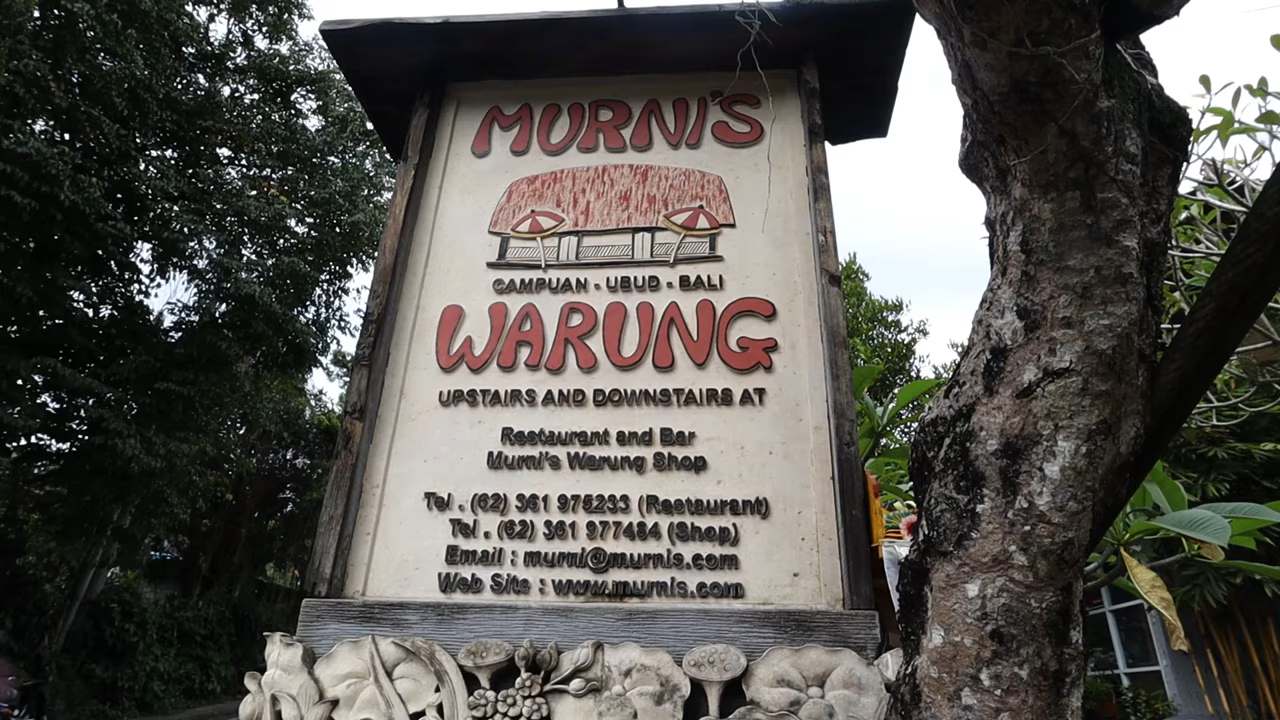 MURNI'S
CAMPUAN - UBUD - BALI
WARUNG
UPSTAIRS AND DOWNSTAIRS AT
Restaurant and Bar
Murni's Warung Shop
Tel . (62) 361 975233 (Restaurant)
Tel . (62) 361 977484 (Shop)
Email : murni@murnis.com
Web Site : www.murnis.com